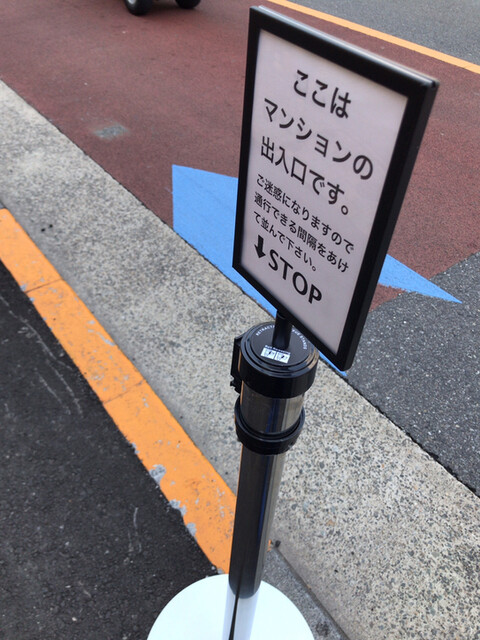 ここは
マンションの
出入口です。
ご迷惑になりますので
通行できる間隔をあけ
て並んで下さい。
↓STOP